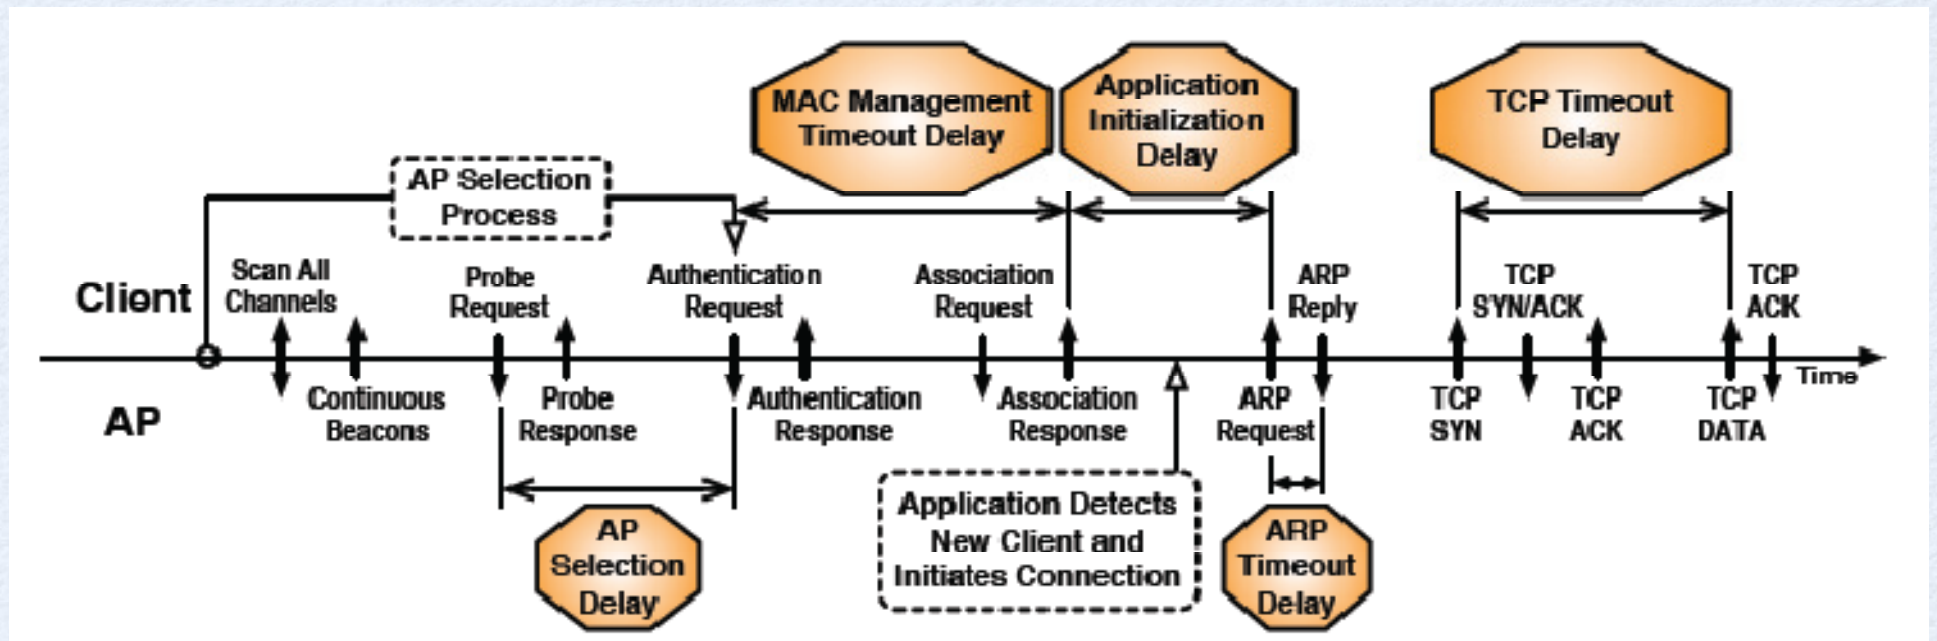 MAC Management
Timeout Delay
Application
Initialization
Delay
TCP Timeout
Delay
AP Selection
Process
Client
Scan All
Channels
Probe
Request
Authentication
Request
Association
Request
ARP
Reply
TCP
SYN/ACK
TCP
ACK
Time
AP
Continuous
Beacons
Probe
Response
Authentication
Response
Association
Response
ARP
Request
TCP
SYN
TCP
ACK
TCP
DATA
AP
Selection
Delay
Application Detects
New Client and
Initiates Connection
ARP
Timeout
Delay